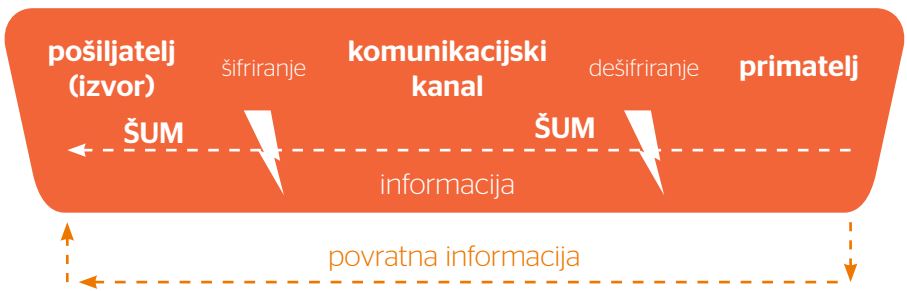 pošiljatelj
(izvor)
šifriranje
komunikacijski
kanal
dešifriranje
primatelj
ŠUM
ŠUM
informacija
povratna informacija